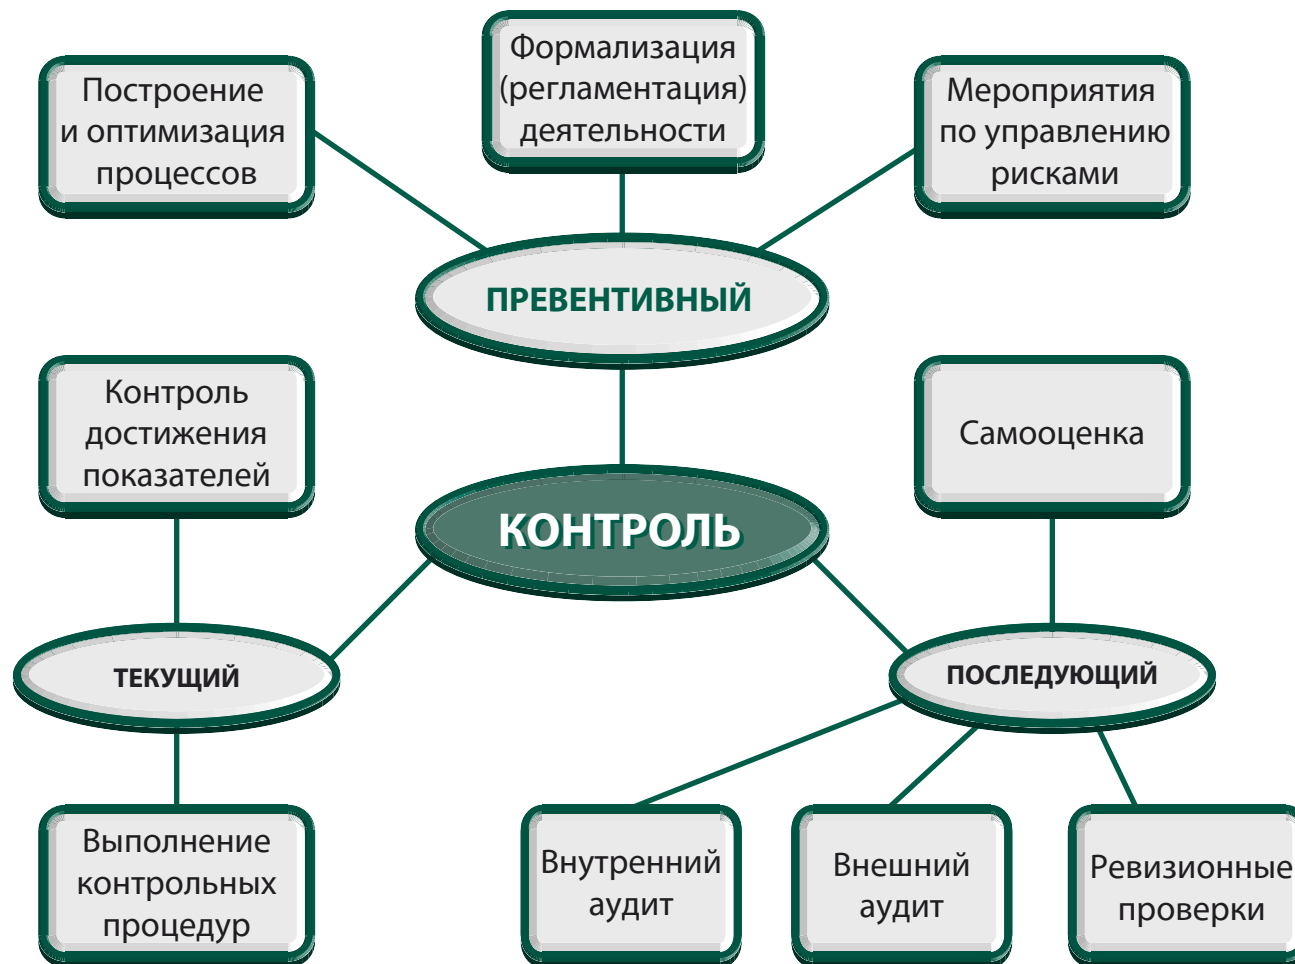 Построение
и оптимизация
процессов
Формализация
(регламентация)
деятельности
Мероприятия
по управлению
рисками
ПРЕВЕНТИВНЫЙ
Контроль
достижения
показателей
Самооценка
КОНТРОЛЬ
ТЕКУЩИЙ
ПОСЛЕДУЮЩИЙ
Выполнение
контрольных
процедур
Внутренний
аудит
Внешний
аудит
Ревизионные
проверки